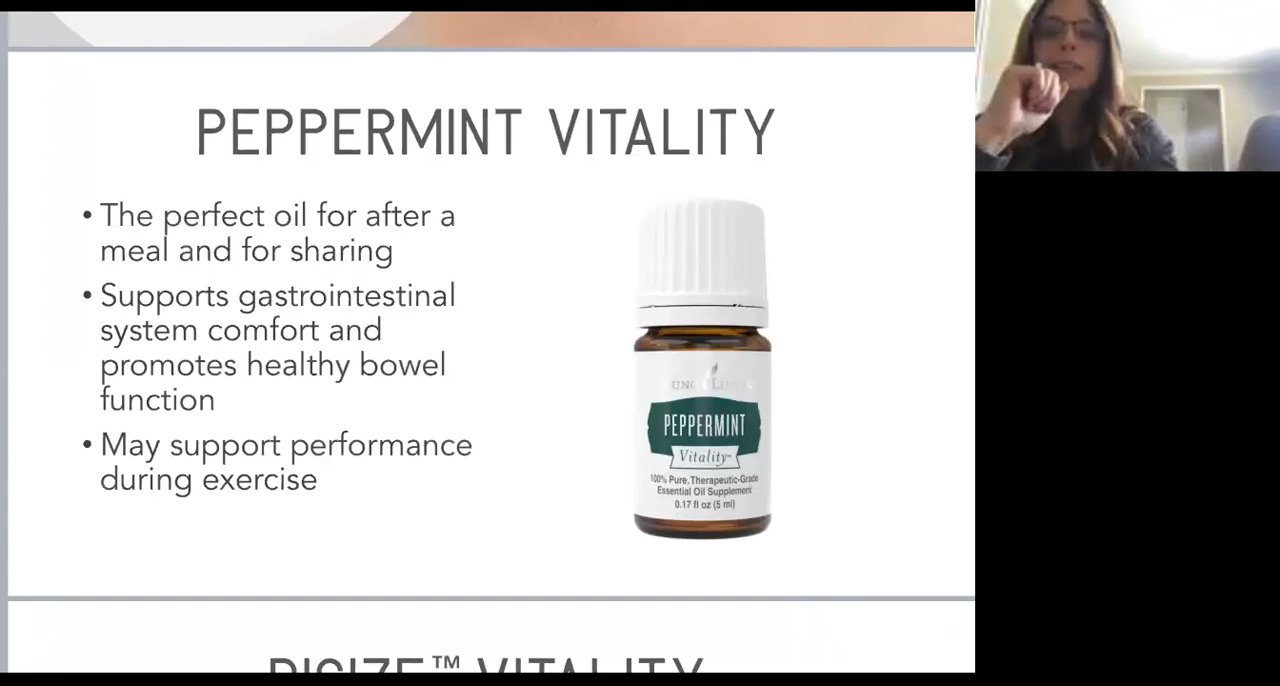 PEPPERMINT VITALITY
• The perfect oil for after a
meal and for sharing
• Supports gastrointestinal
system comfort and
promotes healthy bowel
function
• May support performance
during exercise
PEPPERMINT
Vitality™
100% Pure, Therapeutic-Grade
Essential Oil Supplement
0.17 fl oz (5 ml)
DIGIZE™ VITALITY